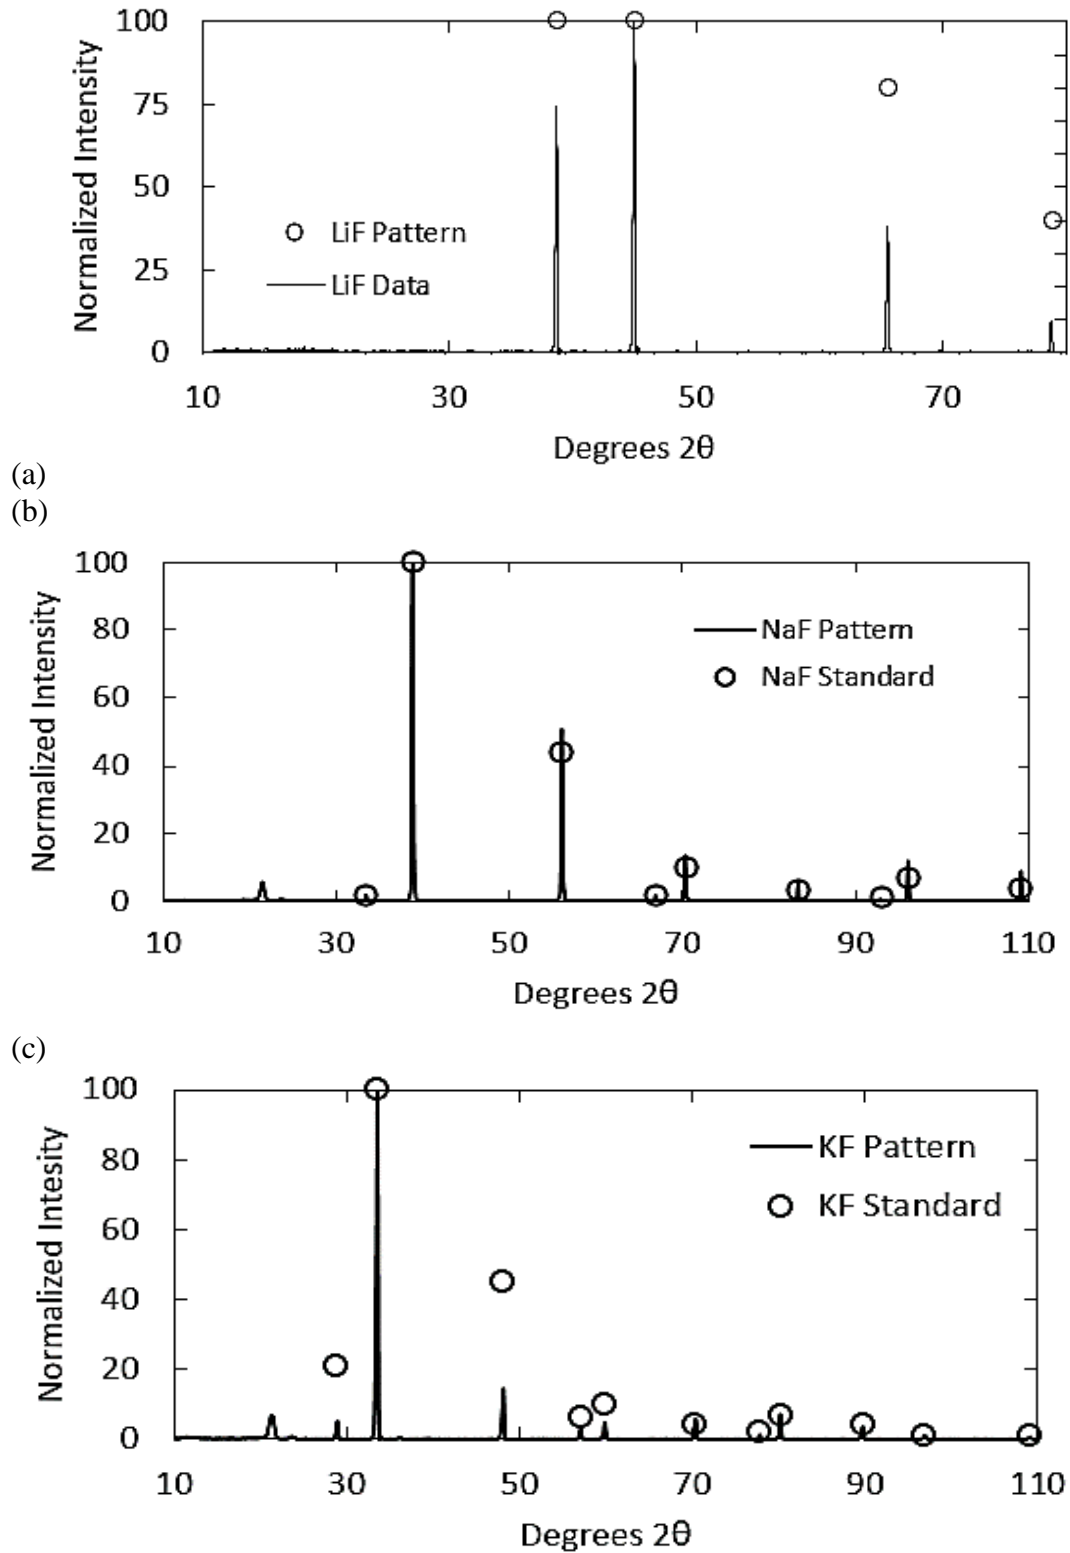 100
75
50
25
0
Normalized Intensity
LiF Pattern
LiF Data
10 30 50 70
Degrees 2θ
(a)
(b)
100
80
60
40
20
0
Normalized Intensity
NaF Pattern
NaF Standard
10 30 50 70 90 110
Degrees 2θ
(c)
100
80
60
40
20
0
Normalized Intesity
KF Pattern
KF Standard
10 30 50 70 90 110
Degrees 2θ